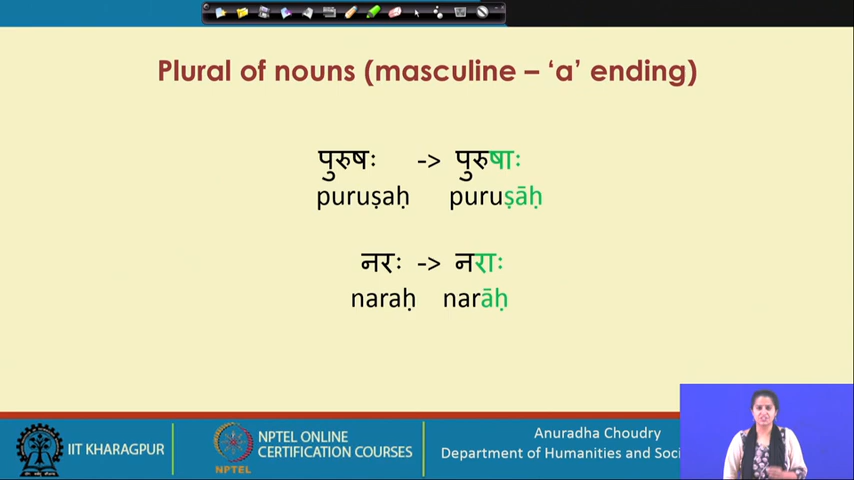 Plural of nouns (masculine – ‘a’ ending)
पुरुषः -> पुरुषाः
puruṣaḥ puruṣāḥ
नरः -> नराः
naraḥ narāḥ
IIT KHARAGPUR
NPTEL
NPTEL ONLINE
CERTIFICATION COURSES
Anuradha Choudry
Department of Humanities and